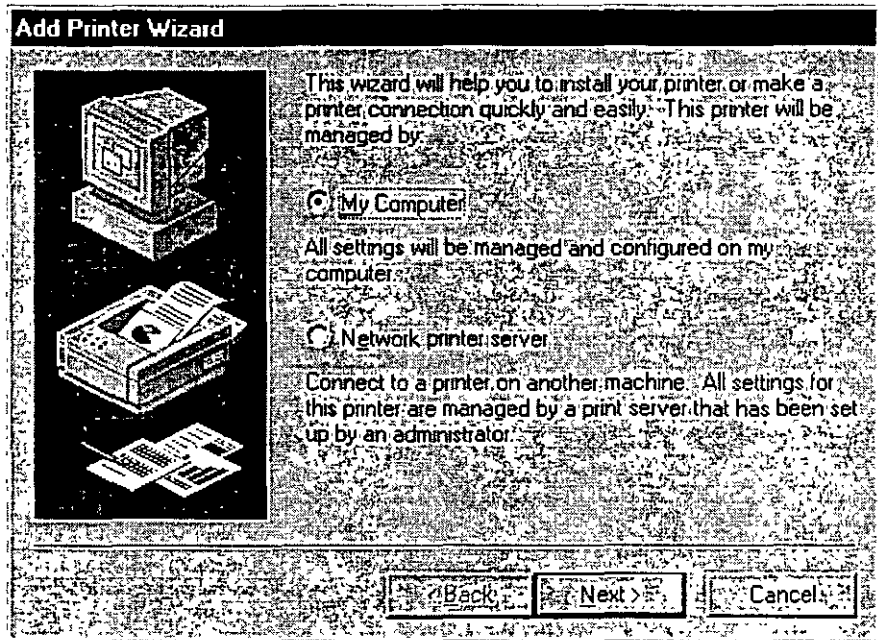 Add Printer Wizard
This wizard will help you to install your printer or make a
printer connection quickly and easily. This printer will be
managed by:
My Computer
All settings will be managed and configured on my
computer.
Network printer server
Connect to a printer on another machine. All settings for
this printer are managed by a print server that has been set
up by an administrator.
< Back
Next >
Cancel